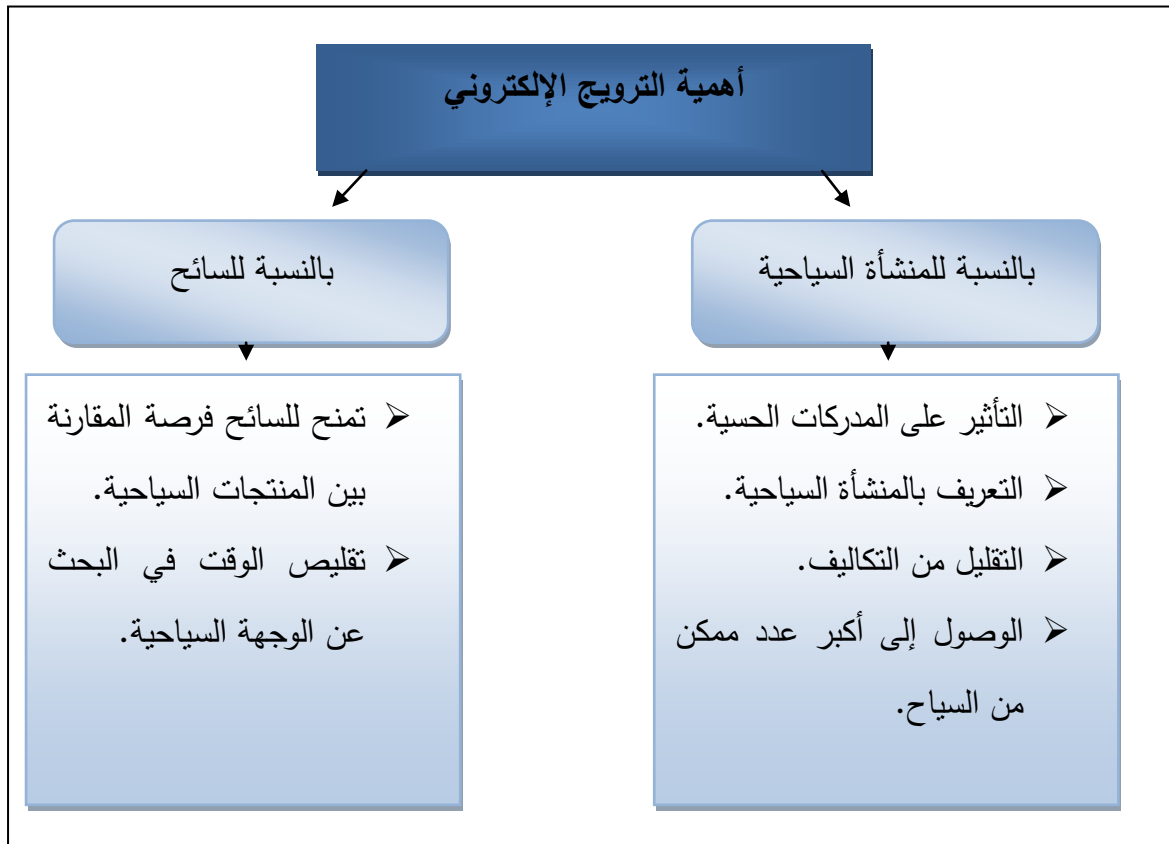 أهمية الترويج الإلكتروني
بالنسبة للمنشأة السياحية
التأثير على المدركات الحسية.
التعريف بالمنشأة السياحية.
التقليل من التكاليف.
الوصول إلى أكبر عدد ممكن
من السياح.
بالنسبة للسائح
تمنح للسائح فرصة المقارنة
بين المنتجات السياحية.
تقليص الوقت في البحث
عن الوجهة السياحية.